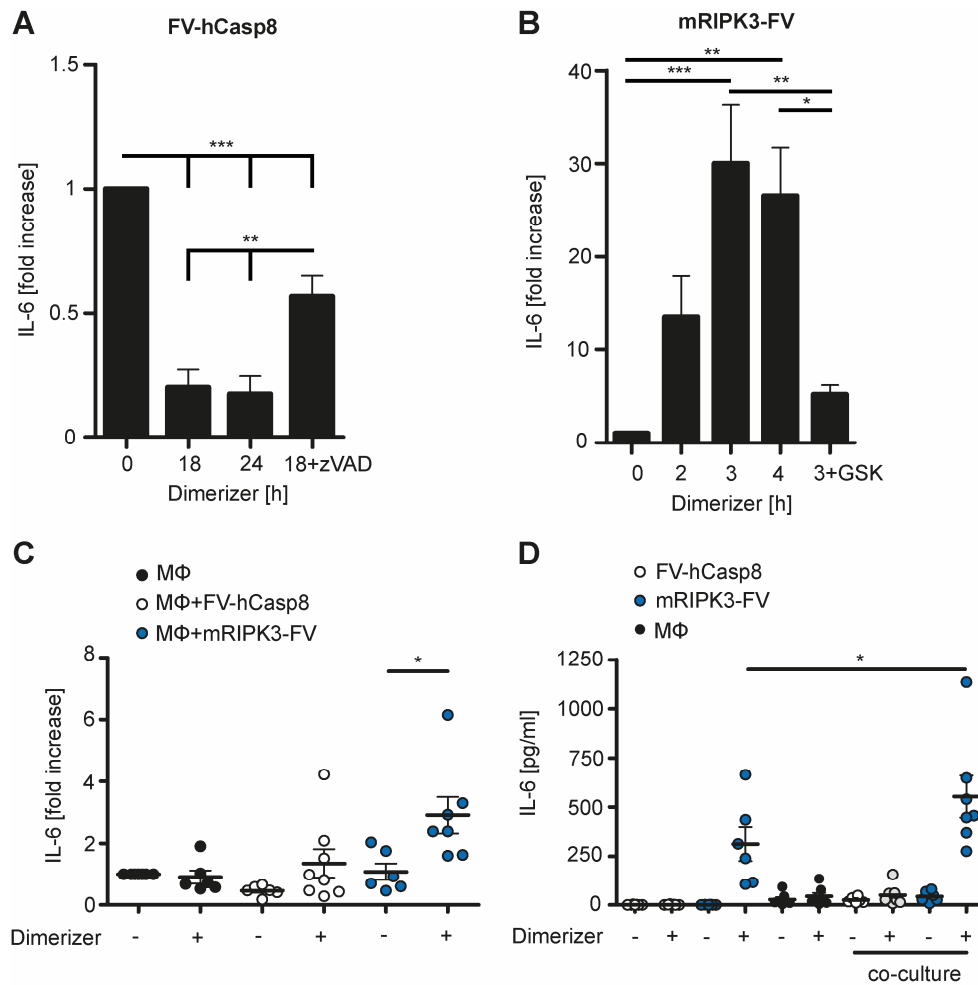 A
FV-hCasp8
IL-6 [fold increase]
1.5
1
0.5
0
***
**
0 18 24 18+zVAD
Dimerizer [h]
B
mRIPK3-FV
IL-6 [fold increase]
40
30
20
10
0
**
***
**
*
0 2 3 4 3+GSK
Dimerizer [h]
C
MΦ
MΦ+FV-hCasp8
MΦ+mRIPK3-FV
IL-6 [fold increase]
8
6
4
2
0
*
Dimerizer - + - + - +
D
FV-hCasp8
mRIPK3-FV
MΦ
IL-6 [pg/ml]
1250
1000
750
500
250
0
*
Dimerizer - + - + - + - + - +
co-culture